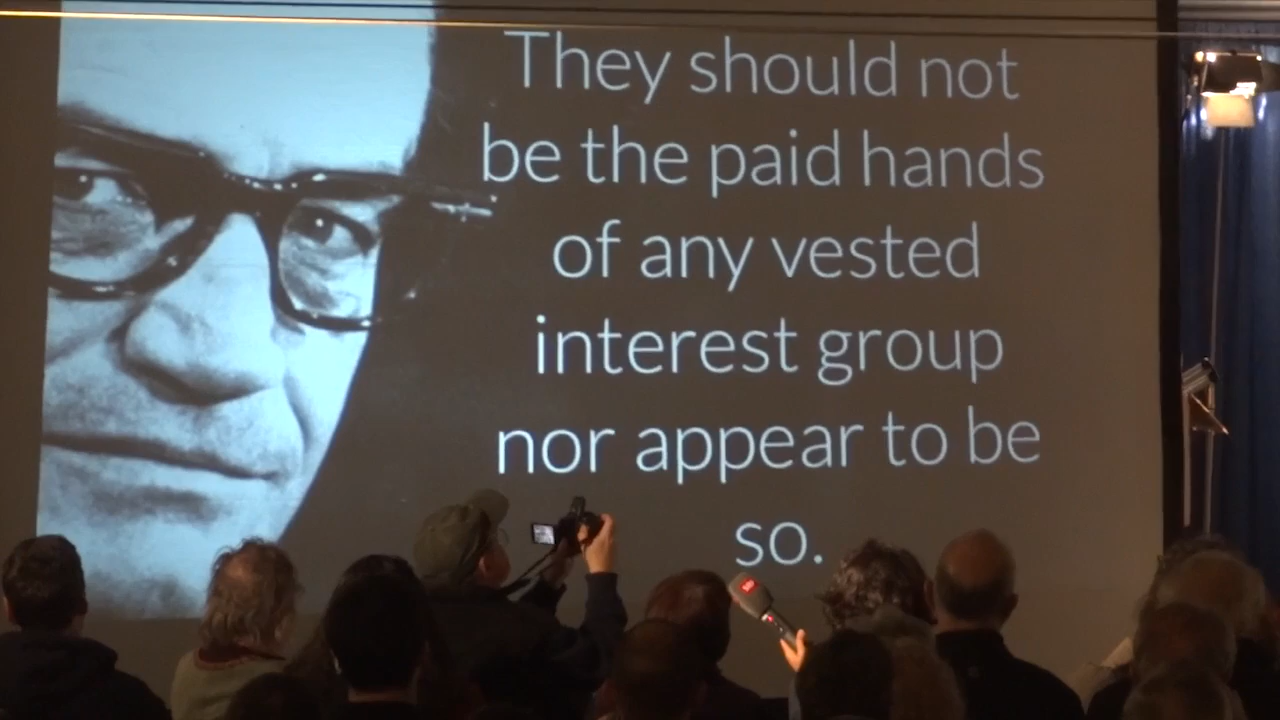 They should not
be the paid hands
of any vested
interest group
nor appear to be
so.